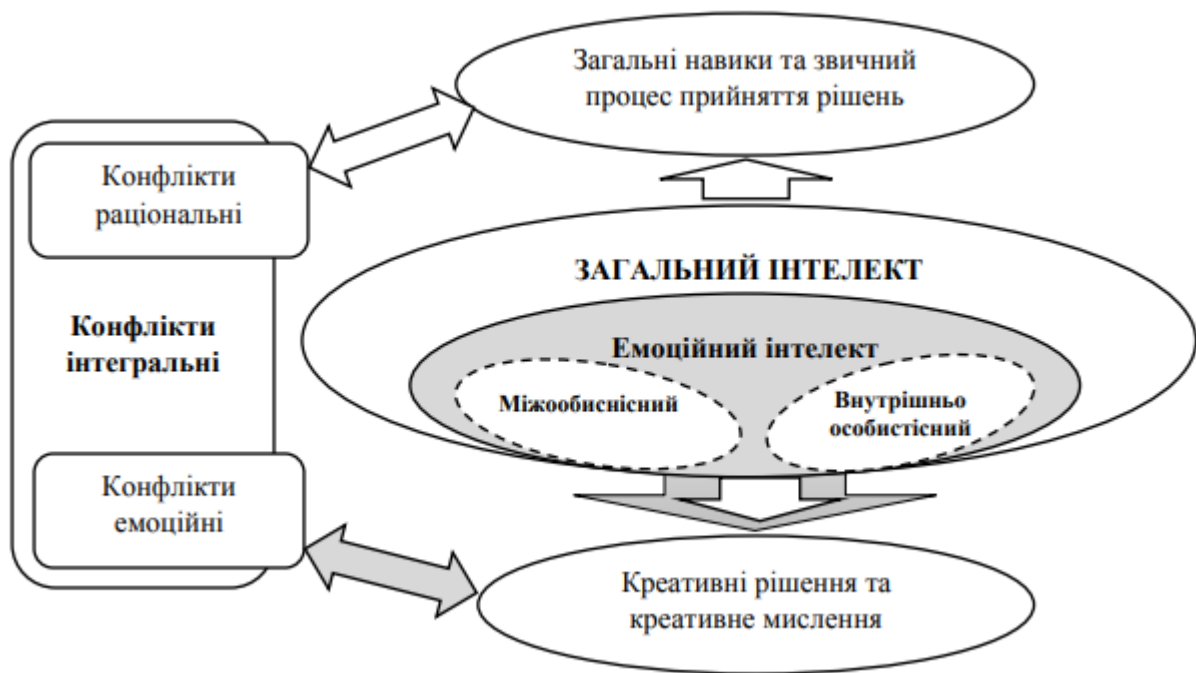 Загальні навики та звичний
процес прийняття рішень
Конфлікти
раціональні
ЗАГАЛЬНИЙ ІНТЕЛЕКТ
Конфлікти
інтегральні
Емоційний інтелект
Міжообиснісний
Внутрішньо
особистісний
Конфлікти
емоційні
Креативні рішення та
креативне мислення